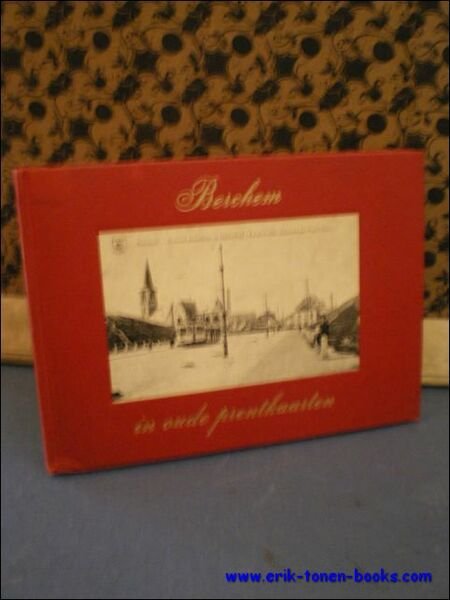 Berchem
in oude prentkaarten
www.erik-tonen-books.com